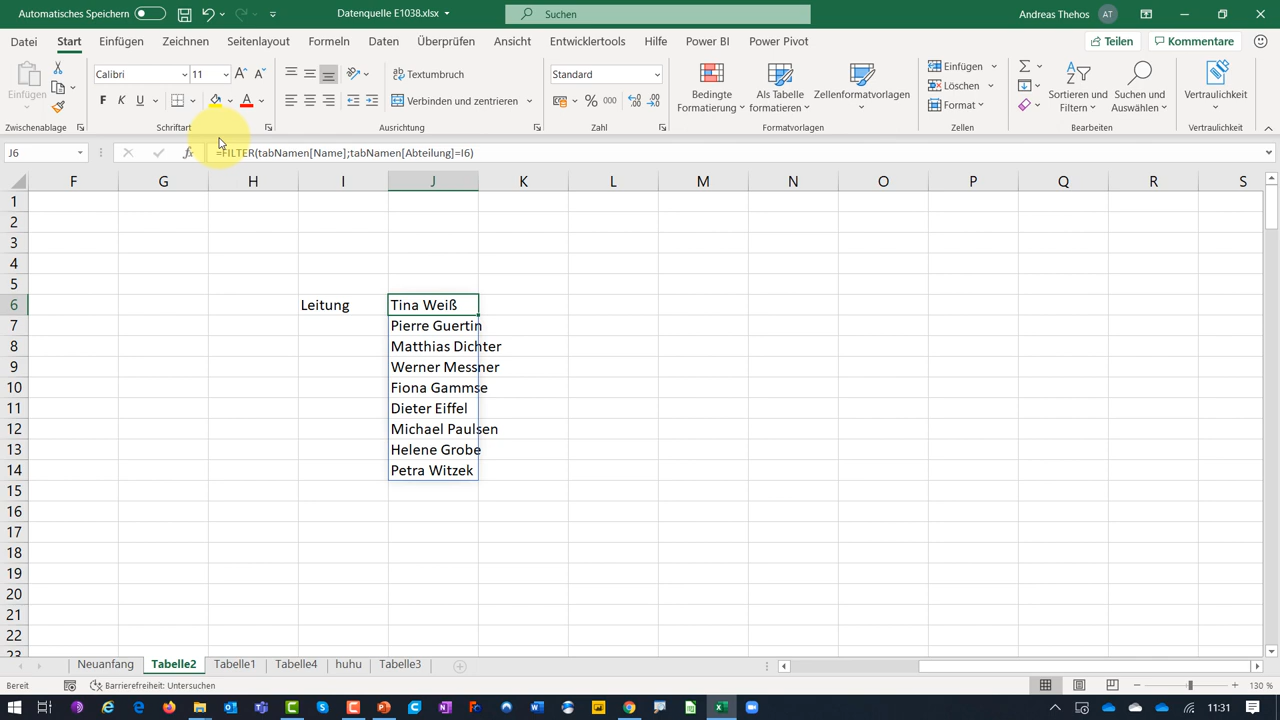 Automatisches Speichern
Datenquelle E1038.xlsx
Suchen
Andreas Thehos
AT
Datei
Start
Einfügen
Zeichnen
Seitenlayout
Formeln
Daten
Überprüfen
Ansicht
Entwicklertools
Hilfe
Power BI
Power Pivot
Teilen
Kommentare
Einfügen
Zwischenablage
Calibri
11
F K U
Schriftart
Textumbruch
Verbinden und zentrieren
Ausrichtung
Standard
%
000
Zahl
Bedingte
Formatierung
Als Tabelle
formatieren
Zellenformatvorlagen
Formatvorlagen
Einfügen
Löschen
Format
Zellen
Sortieren und
Filtern
Suchen und
Auswählen
Bearbeiten
Vertraulichkeit
Vertraulichkeit
J6
fx
=FILTER(tabNamen[Name];tabNamen[Abteilung]=I6)
F G H I J K L M N O P Q R S
1
2
3
4
5
6 Leitung Tina Weiß
7 Pierre Guertin
8 Matthias Dichter
9 Werner Messner
10 Fiona Gammse
11 Dieter Eiffel
12 Michael Paulsen
13 Helene Grobe
14 Petra Witzek
15
16
17
18
19
20
21
22
23
Neuanfang
Tabelle2
Tabelle1
Tabelle4
huhu
Tabelle3
Bereit
Barrierefreiheit: Untersuchen
130 %
11:31